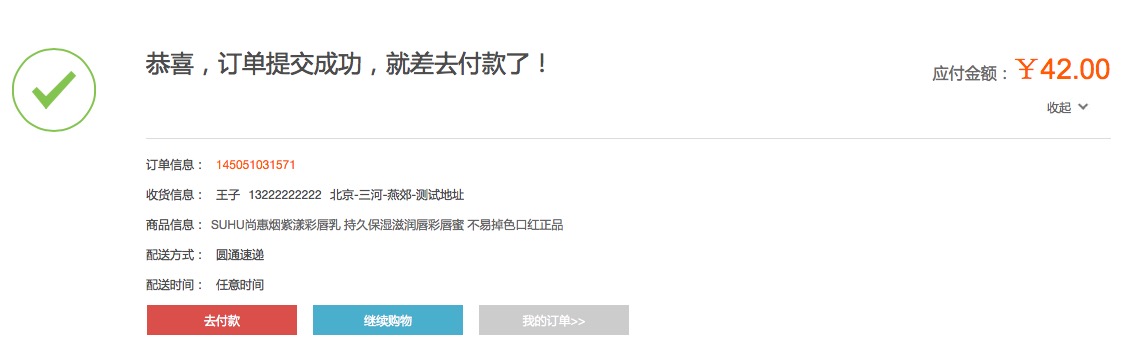 恭喜，订单提交成功，就差去付款了！
应付金额：￥42.00
收起
订单信息： 145051031571
收货信息： 王子 13222222222 北京-三河-燕郊-测试地址
商品信息： SUHU尚惠烟紫漾彩唇乳 持久保湿滋润唇彩唇蜜 不易掉色口红正品
配送方式： 圆通速递
配送时间： 任意时间
去付款 继续购物 我的订单>>